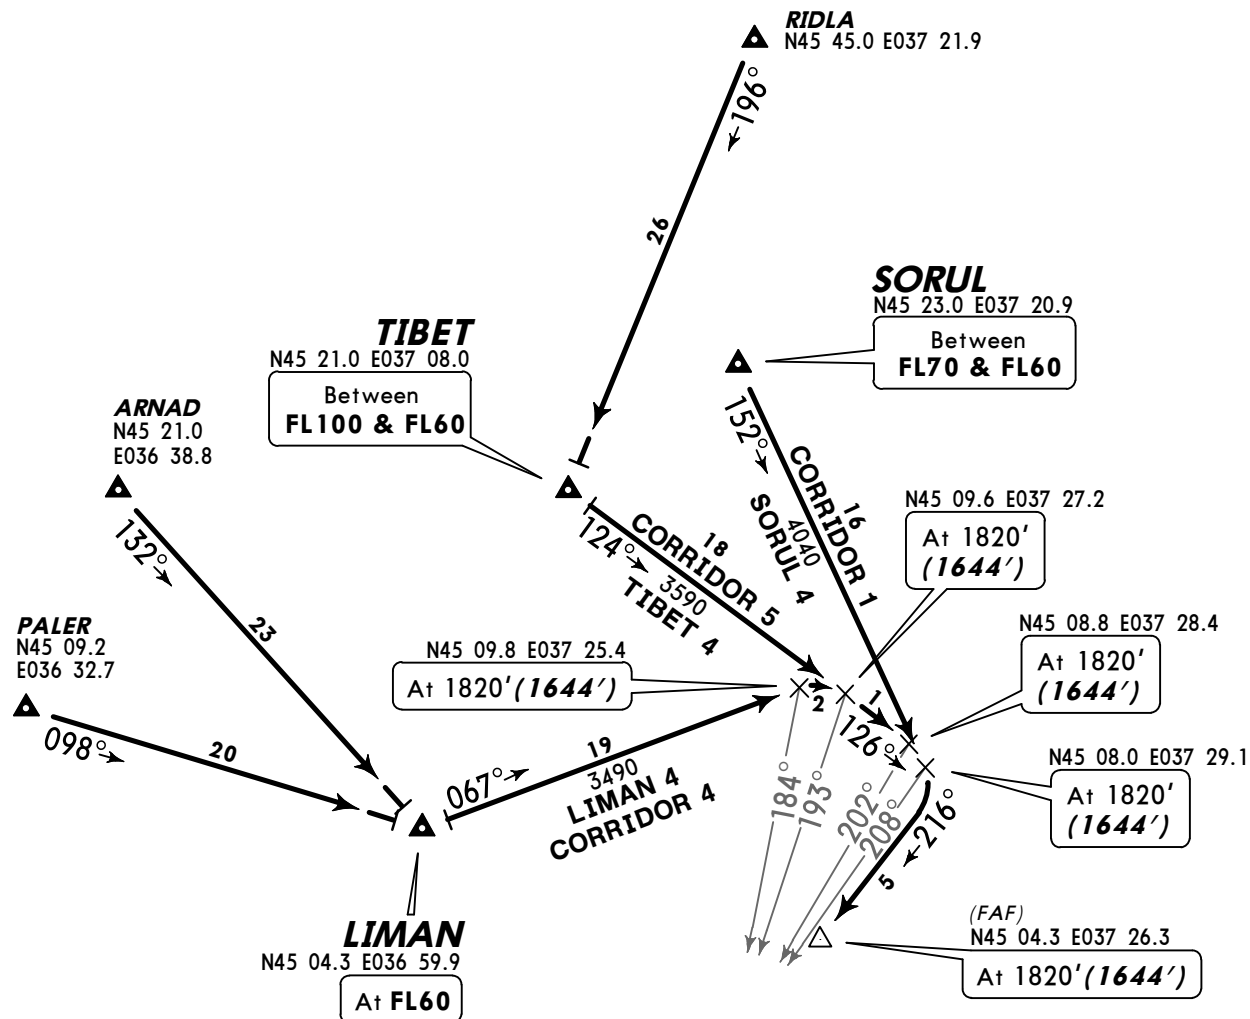 RIDLA
N45 45.0 E037 21.9
196°
26
SORUL
N45 23.0 E037 20.9
Between
FL70 & FL60
TIBET
N45 21.0 E037 08.0
Between
FL100 & FL60
ARNAD
N45 21.0
E036 38.8
132°
23
152°
16
CORRIDOR 1
4040
SORUL 4
18
CORRIDOR 5
124°
3590
TIBET 4
N45 09.6 E037 27.2
At 1820'
(1644')
PALER
N45 09.2
E036 32.7
098°
20
N45 09.8 E037 25.4
At 1820'(1644')
N45 08.8 E037 28.4
At 1820'
(1644')
2
1
126°
N45 08.0 E037 29.1
At 1820'
(1644')
067°
19
3490
LIMAN 4
CORRIDOR 4
184°
193°
202°
208°
216°
5
LIMAN
N45 04.3 E036 59.9
At FL60
(FAF)
N45 04.3 E037 26.3
At 1820'(1644')